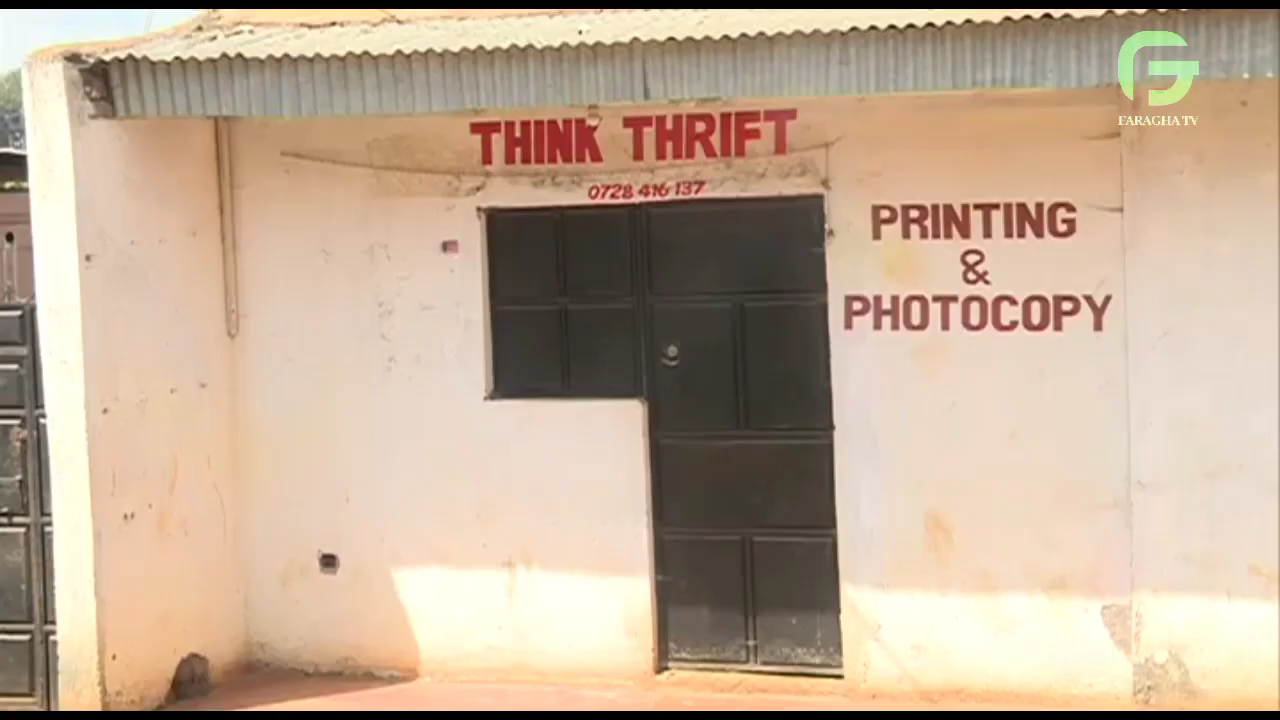 THINK THRIFT
0728 416 137
PRINTING
&
PHOTOCOPY
FARAGHA TV